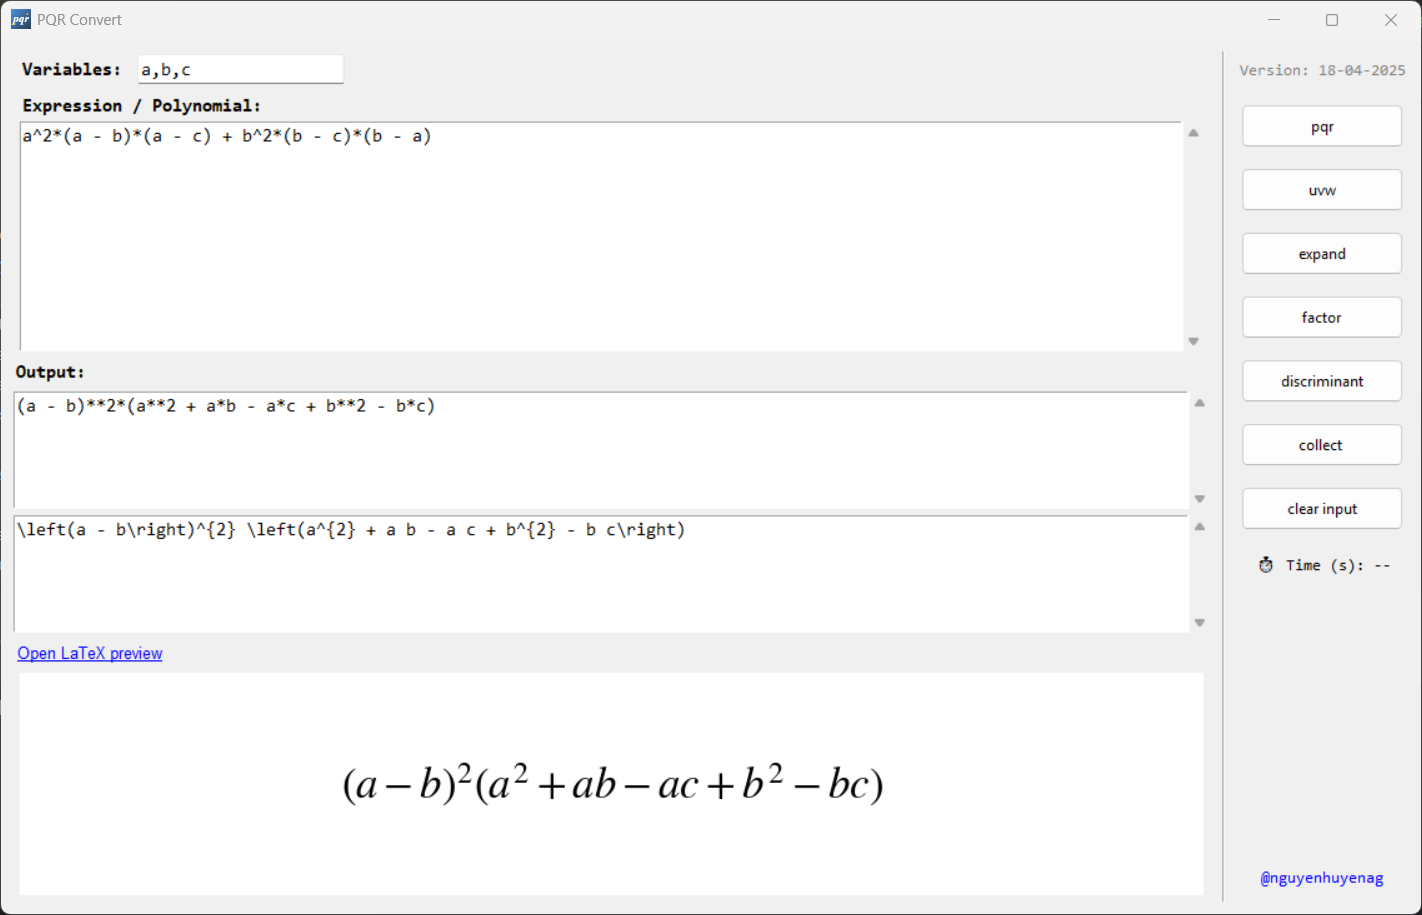 pqr PQR Convert
Variables: a,b,c
Expression / Polynomial:
a^2*(a - b)*(a - c) + b^2*(b - c)*(b - a)
Output:
(a - b)**2*(a**2 + a*b - a*c + b**2 - b*c)
\left(a - b\right)^{2} \left(a^{2} + a b - a c + b^{2} - b c\right)
Open LaTeX preview
(a − b)²(a² + ab − ac + b² − bc)
Version: 18-04-2025
pqr
uvw
expand
factor
discriminant
collect
clear input
⏱ Time (s): --
@nguyenhuyenag